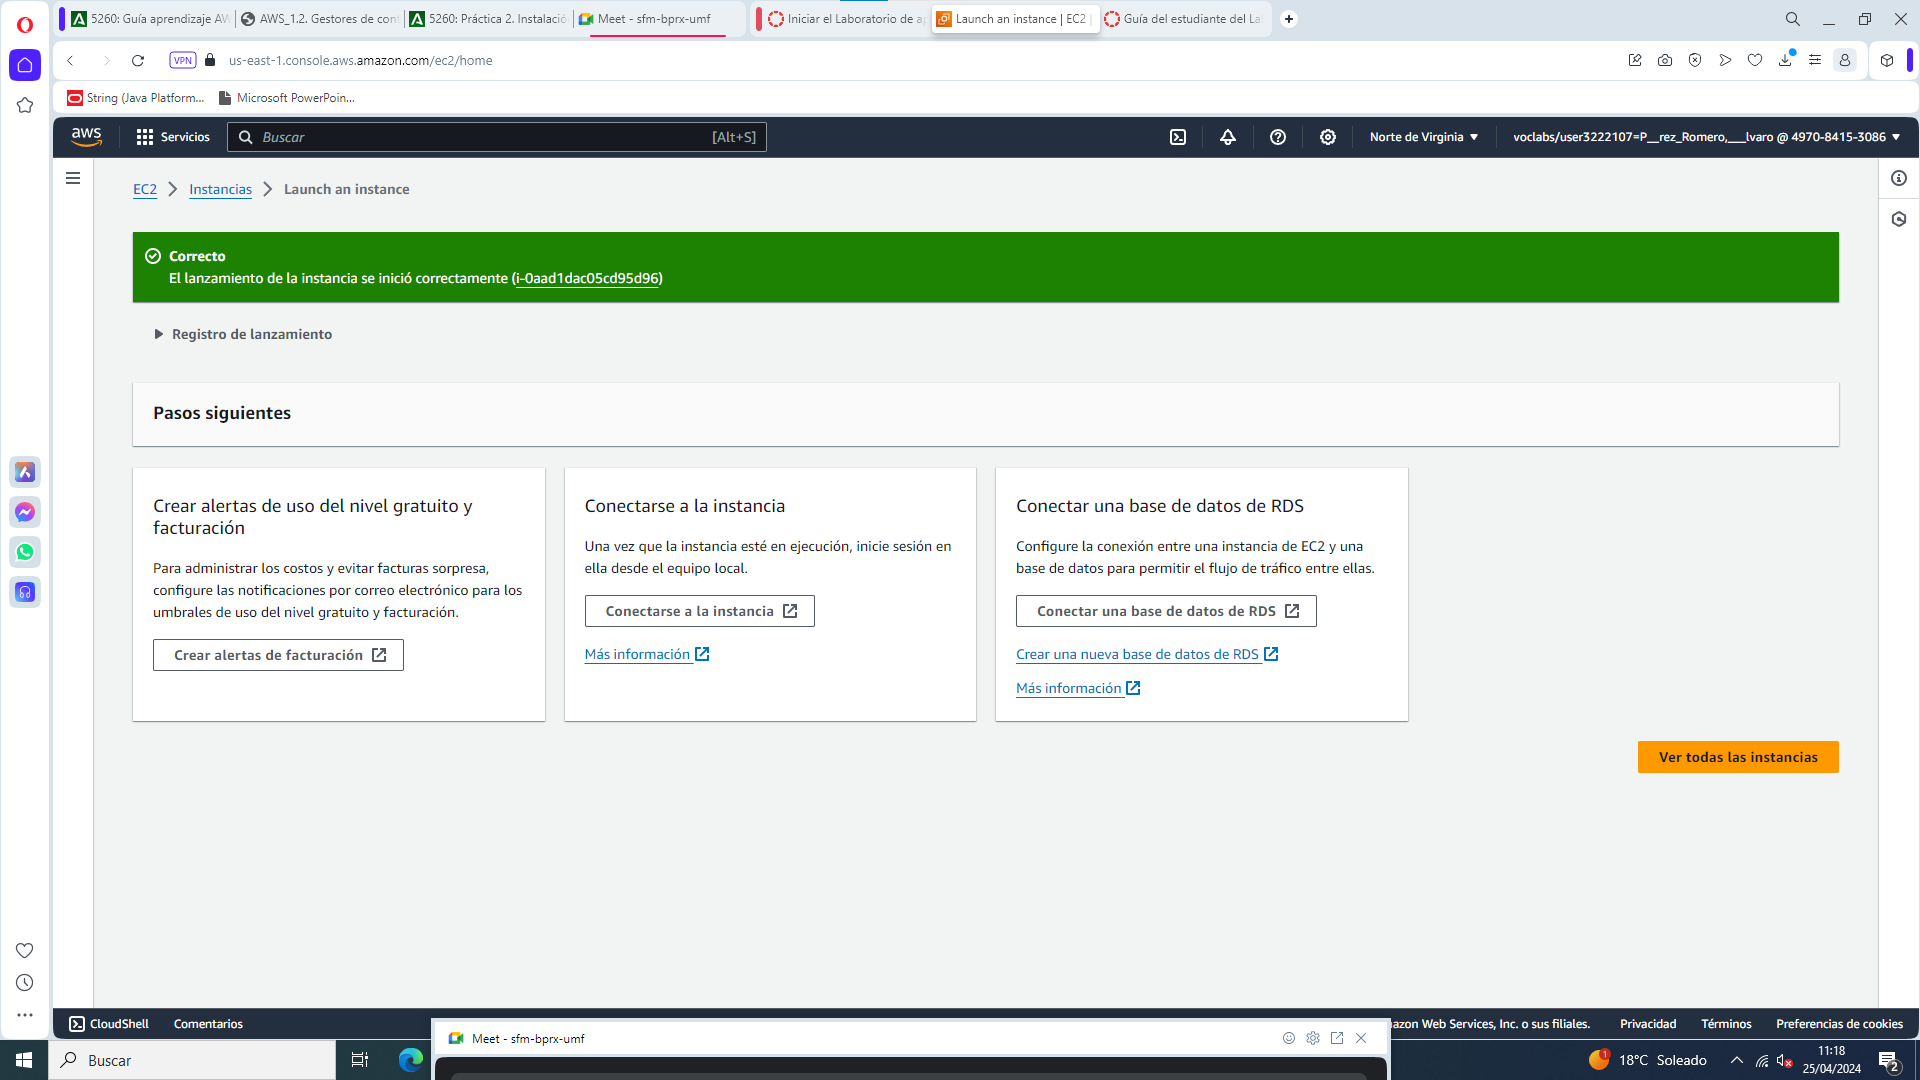 5260: Guía aprendizaje AW
AWS_1.2. Gestores de con
5260: Práctica 2. Instalació
Meet - sfm-bprx-umf
Iniciar el Laboratorio de a
Launch an instance | EC2 |
Guía del estudiante del La
VPN
us-east-1.console.aws.amazon.com/ec2/home
String (Java Platform...
Microsoft PowerPoin...
aws
Servicios
Buscar
[Alt+S]
Norte de Virginia
voclabs/user3222107=P__rez_Romero,___lvaro @ 4970-8415-3086
EC2
Instancias
Launch an instance
Correcto
El lanzamiento de la instancia se inició correctamente (i-0aad1dac05cd95d96)
Registro de lanzamiento
Pasos siguientes
Crear alertas de uso del nivel gratuito y
facturación
Para administrar los costos y evitar facturas sorpresa,
configure las notificaciones por correo electrónico para los
umbrales de uso del nivel gratuito y facturación.
Crear alertas de facturación
Conectarse a la instancia
Una vez que la instancia esté en ejecución, inicie sesión en
ella desde el equipo local.
Conectarse a la instancia
Más información
Conectar una base de datos de RDS
Configure la conexión entre una instancia de EC2 y una
base de datos para permitir el flujo de tráfico entre ellas.
Conectar una base de datos de RDS
Crear una nueva base de datos de RDS
Más información
Ver todas las instancias
CloudShell
Comentarios
Meet - sfm-bprx-umf
azon Web Services, Inc. o sus filiales.
Privacidad
Términos
Preferencias de cookies
Buscar
1
18°C Soleado
11:18
25/04/2024
2